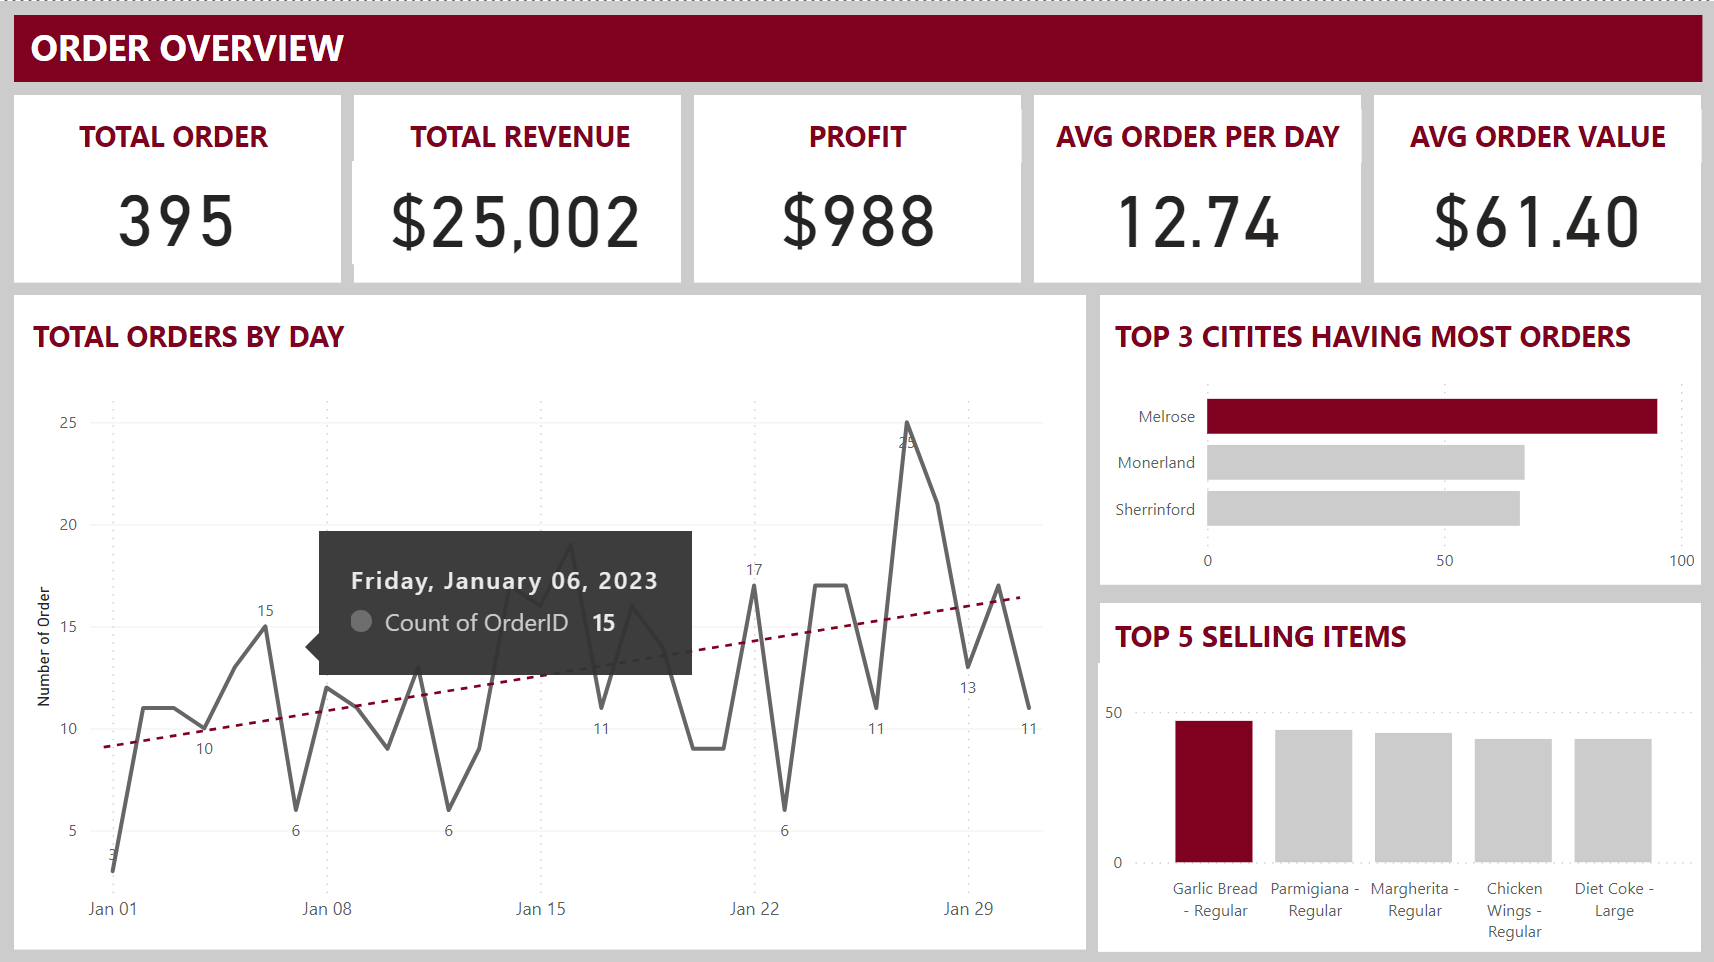 ORDER OVERVIEW
TOTAL ORDER
395
TOTAL REVENUE
$25,002
PROFIT
$988
AVG ORDER PER DAY
12.74
AVG ORDER VALUE
$61.40
TOTAL ORDERS BY DAY
Number of Order
25
20
15
10
5
3
10
15
6
6
11
17
6
11
25
13
11
Friday, January 06, 2023
Count of OrderID 15
Jan 01
Jan 08
Jan 15
Jan 22
Jan 29
TOP 3 CITITES HAVING MOST ORDERS
Melrose
Monerland
Sherrinford
0
50
100
TOP 5 SELLING ITEMS
50
0
Garlic Bread
- Regular
Parmigiana -
Regular
Margherita -
Regular
Chicken
Wings -
Regular
Diet Coke -
Large